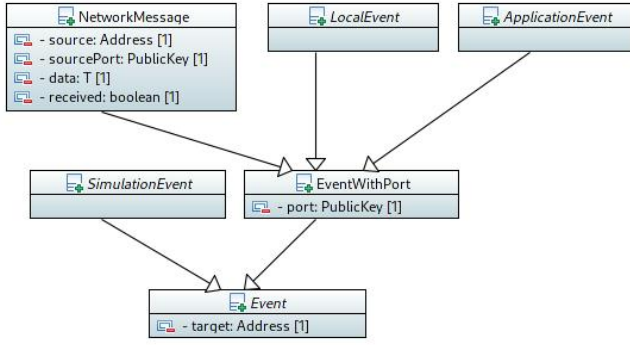 NetworkMessage
- source: Address [1]
- sourcePort: PublicKey [1]
- data: T [1]
- received: boolean [1]
LocalEvent
ApplicationEvent
SimulationEvent
EventWithPort
- port: PublicKey [1]
Event
- target: Address [1]